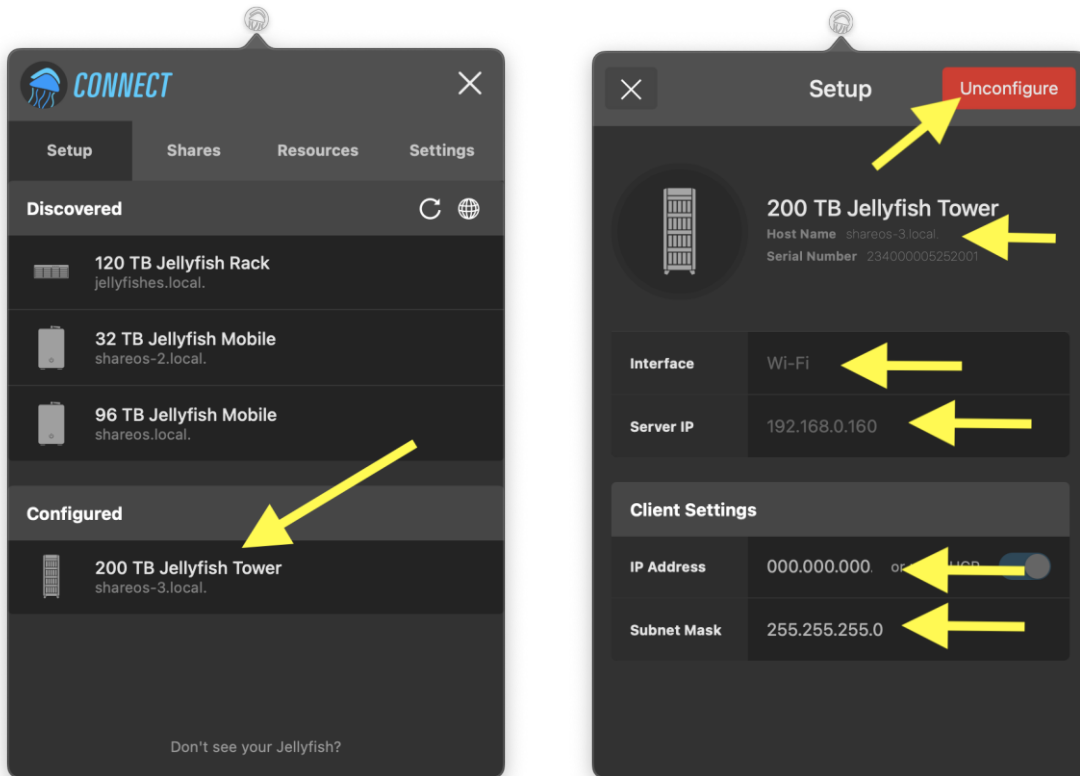 CONNECT
Setup
Shares
Resources
Settings
Discovered
120 TB Jellyfish Rack
jellyfishes.local.
32 TB Jellyfish Mobile
shareos-2.local.
96 TB Jellyfish Mobile
shareos.local.
Configured
200 TB Jellyfish Tower
shareos-3.local.
Don't see your Jellyfish?
Setup
Unconfigure
200 TB Jellyfish Tower
Host Name shareos-3.local.
Serial Number 234000005252001
Interface
Wi-Fi
Server IP
192.168.0.160
Client Settings
IP Address
000.000.000.
Subnet Mask
255.255.255.0